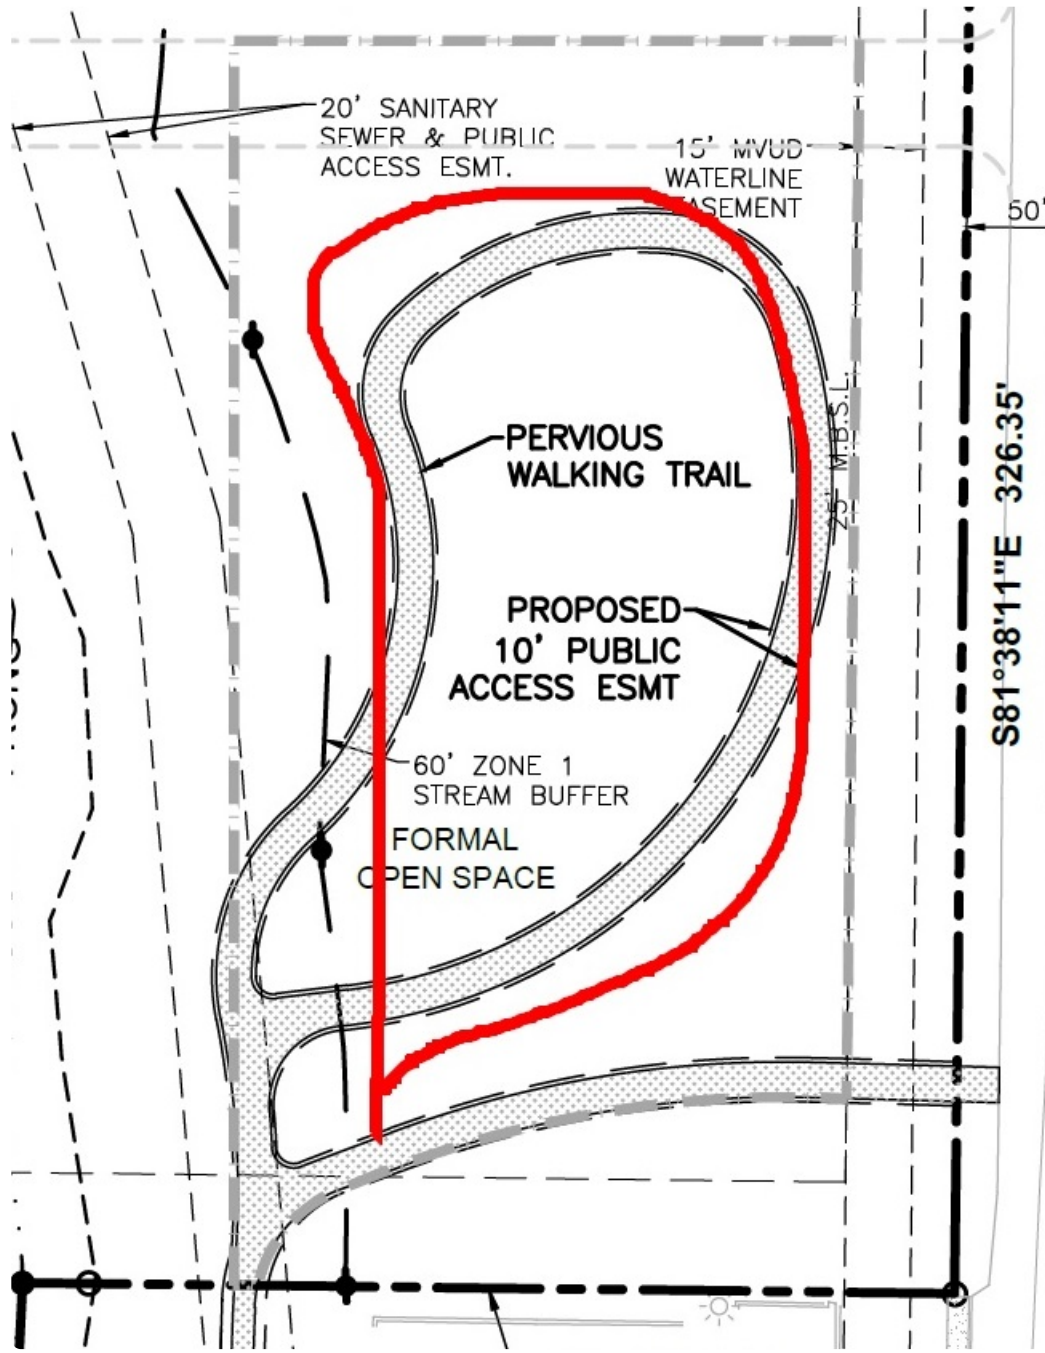 20' SANITARY
SEWER & PUBLIC
ACCESS ESMT.
15' MVUD
WATERLINE
EASEMENT
50'
PERVIOUS
WALKING TRAIL
25' M.B.S.L.
S81°38'11"E 326.35'
PROPOSED
10' PUBLIC
ACCESS ESMT
60' ZONE 1
STREAM BUFFER
FORMAL
OPEN SPACE